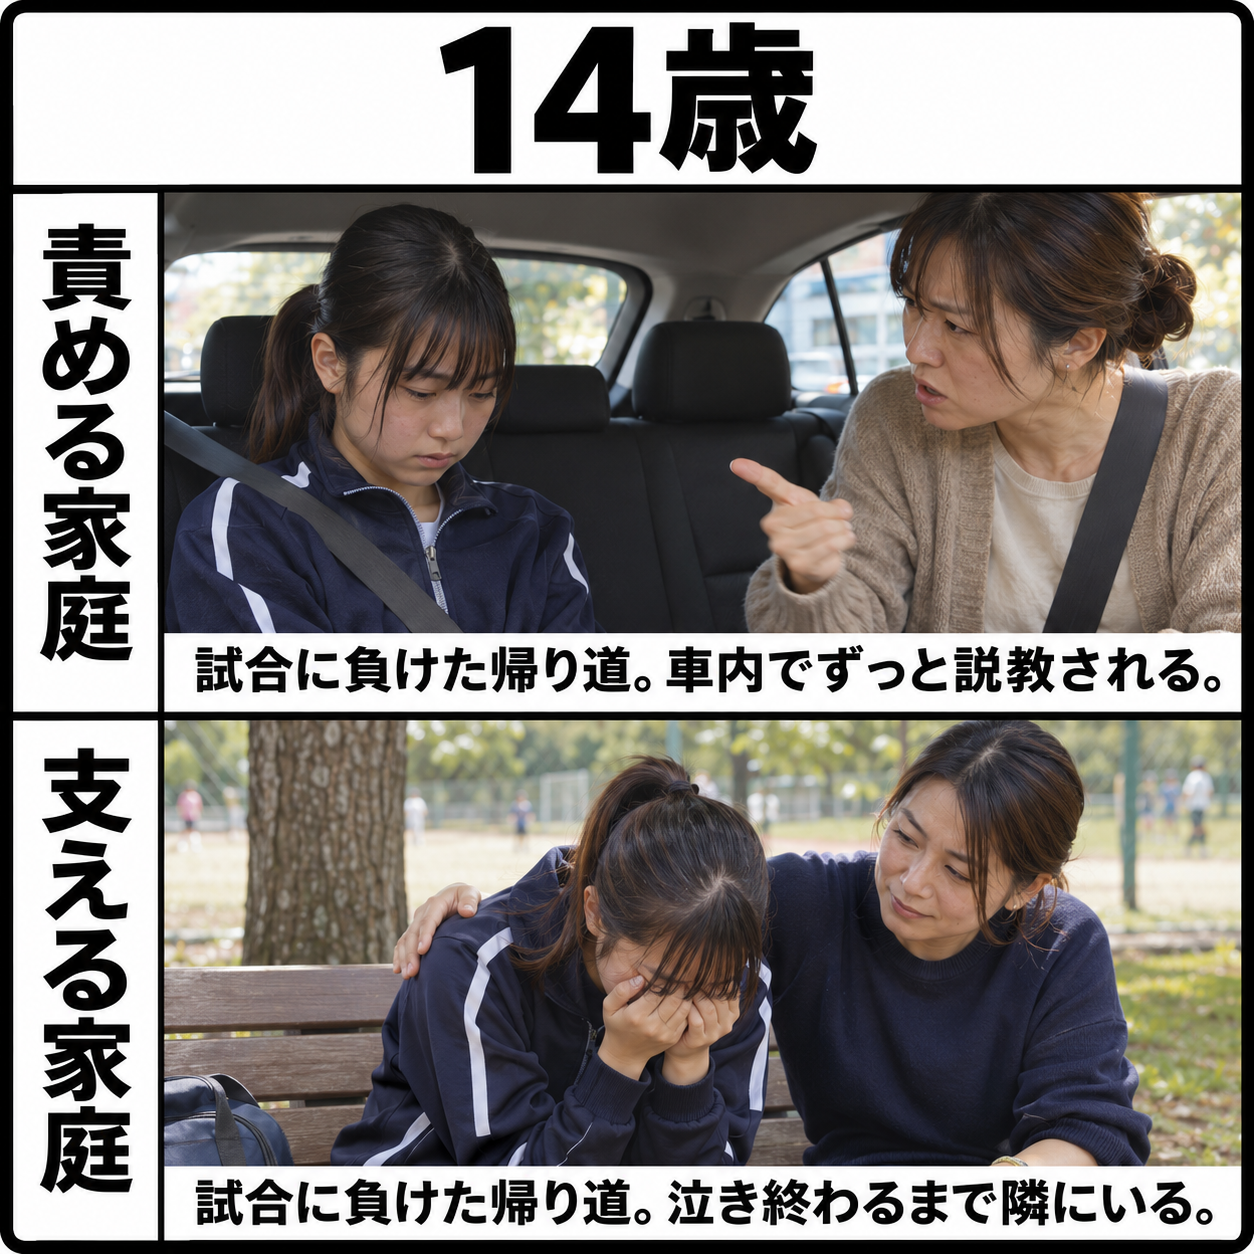 14歳
責める家庭
試合に負けた帰り道。車内でずっと説教される。
支える家庭
試合に負けた帰り道。泣き終わるまで隣にいる。